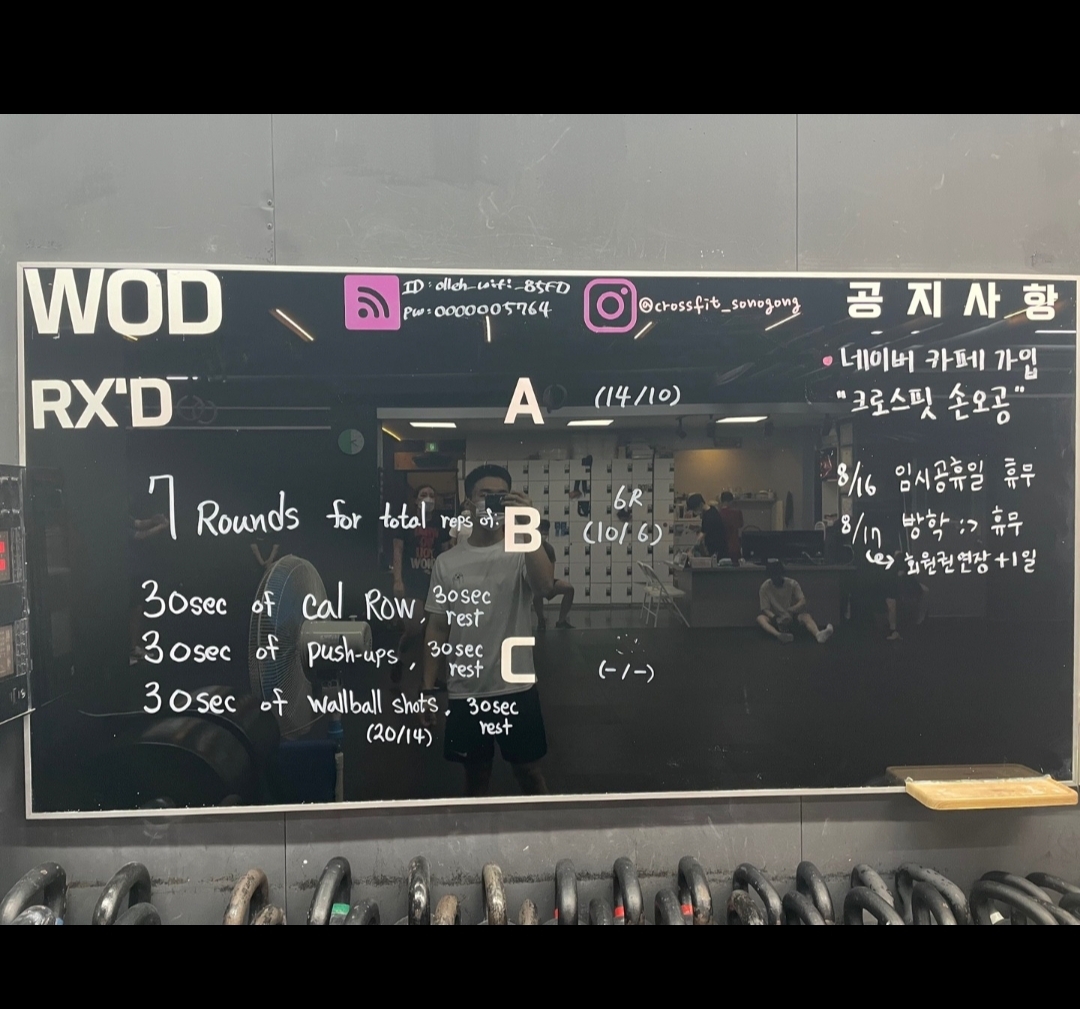 WOD
ID: olleh_wifi_85FD
PW: 0000005764
@crossfit_sonogong
공지사항
RX'D
7 Rounds for total reps of:
30sec of cal Row, 30sec rest
30sec of push-ups, 30sec rest
30sec of wallball shots, 30sec rest
(20/14)
A (14/10)
B 6R
(10/6)
C (-/-)
• 네이버 카페 가입
"크로스핏 손오공"
8/16 임시공휴일 휴무
8/17 방학 :> 휴무
↪ 회원권연장 +1일